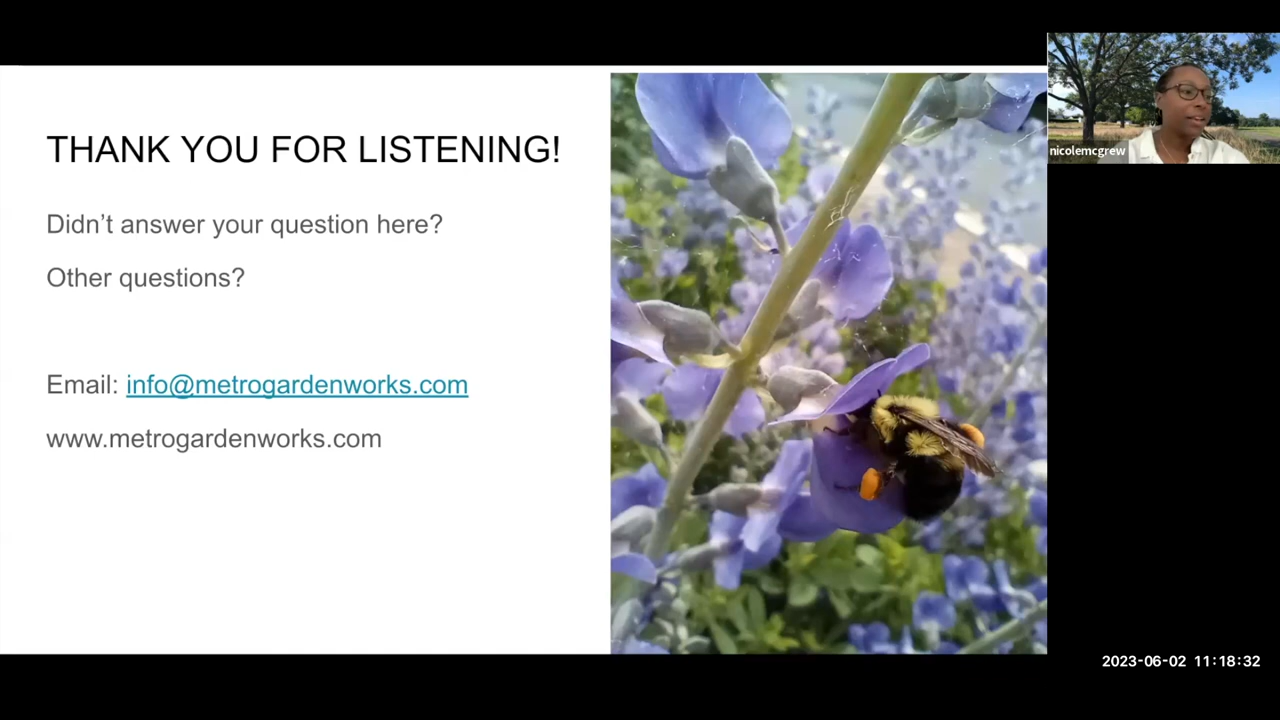 THANK YOU FOR LISTENING!
Didn’t answer your question here?
Other questions?
Email: info@metrogardenworks.com
www.metrogardenworks.com
nicolemcgrew
2023-06-02 11:18:32